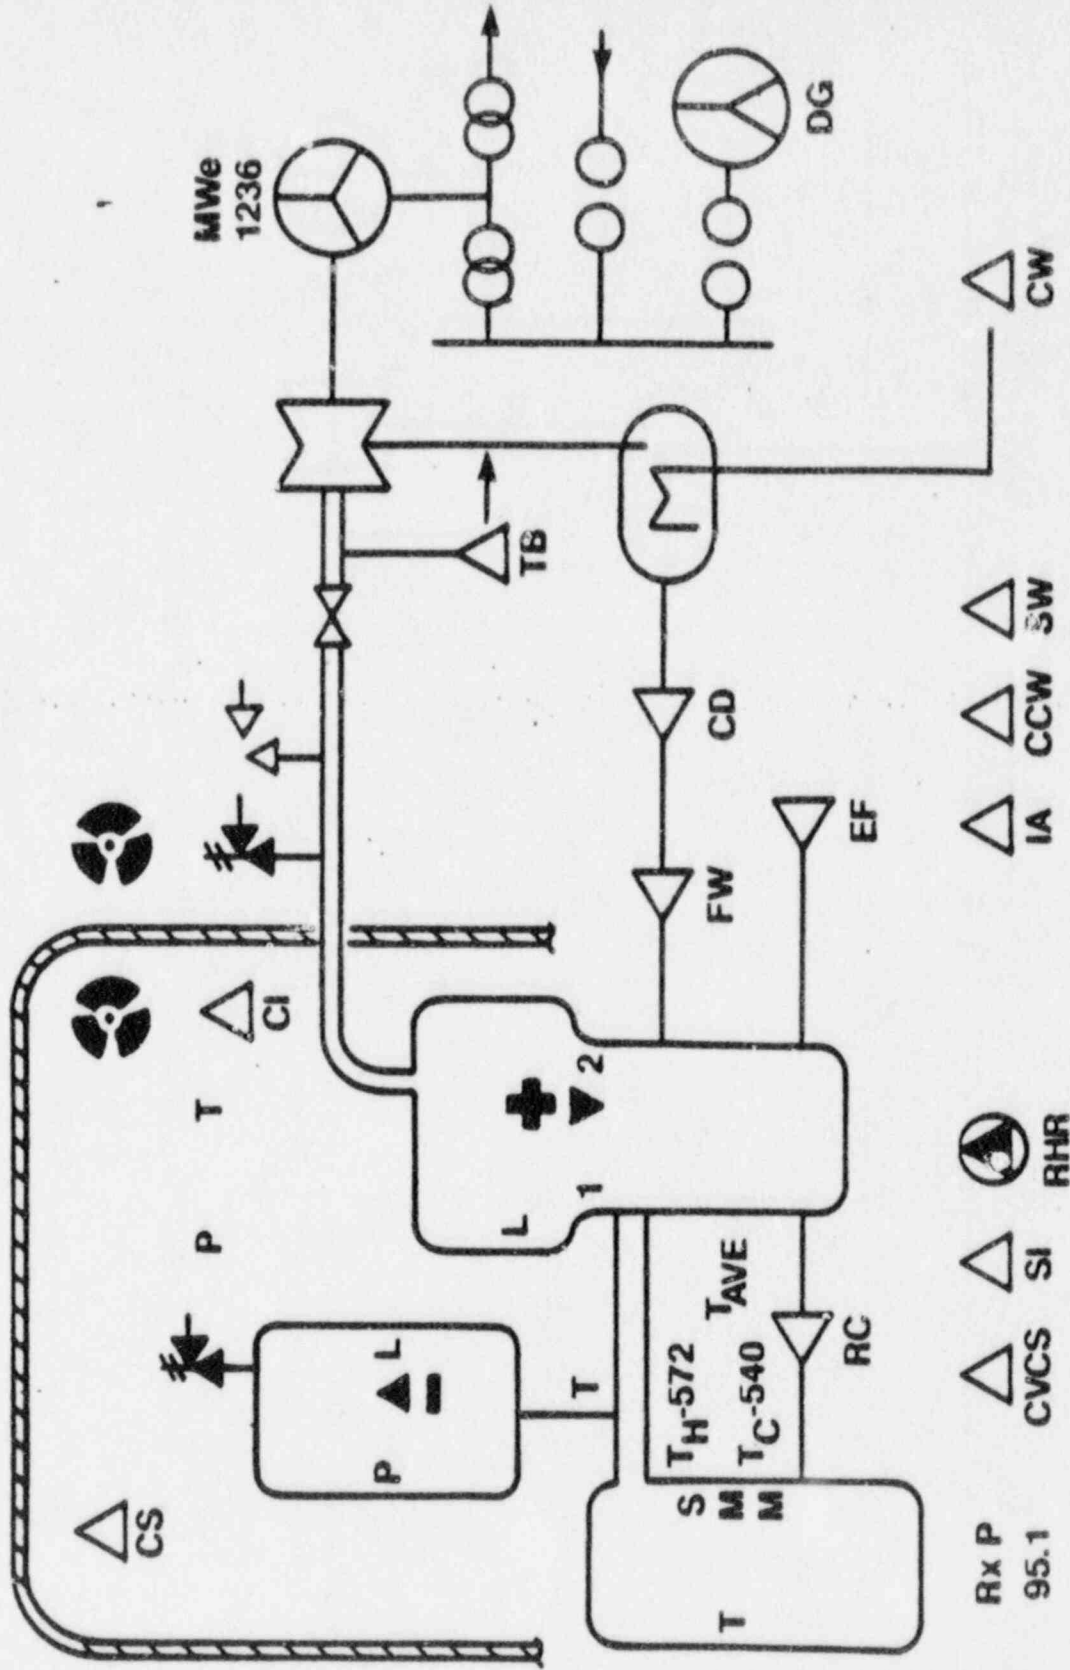 CS
CI
MWe
1236
P
T
P
L
T
L
1
2
TB
DG
S
M
M
T
T_H-572
T_C-540
T_AVE
RC
FW
CD
EF
Rx P
95.1
CVCS
SI
RHR
IA
CCW
SW
CW